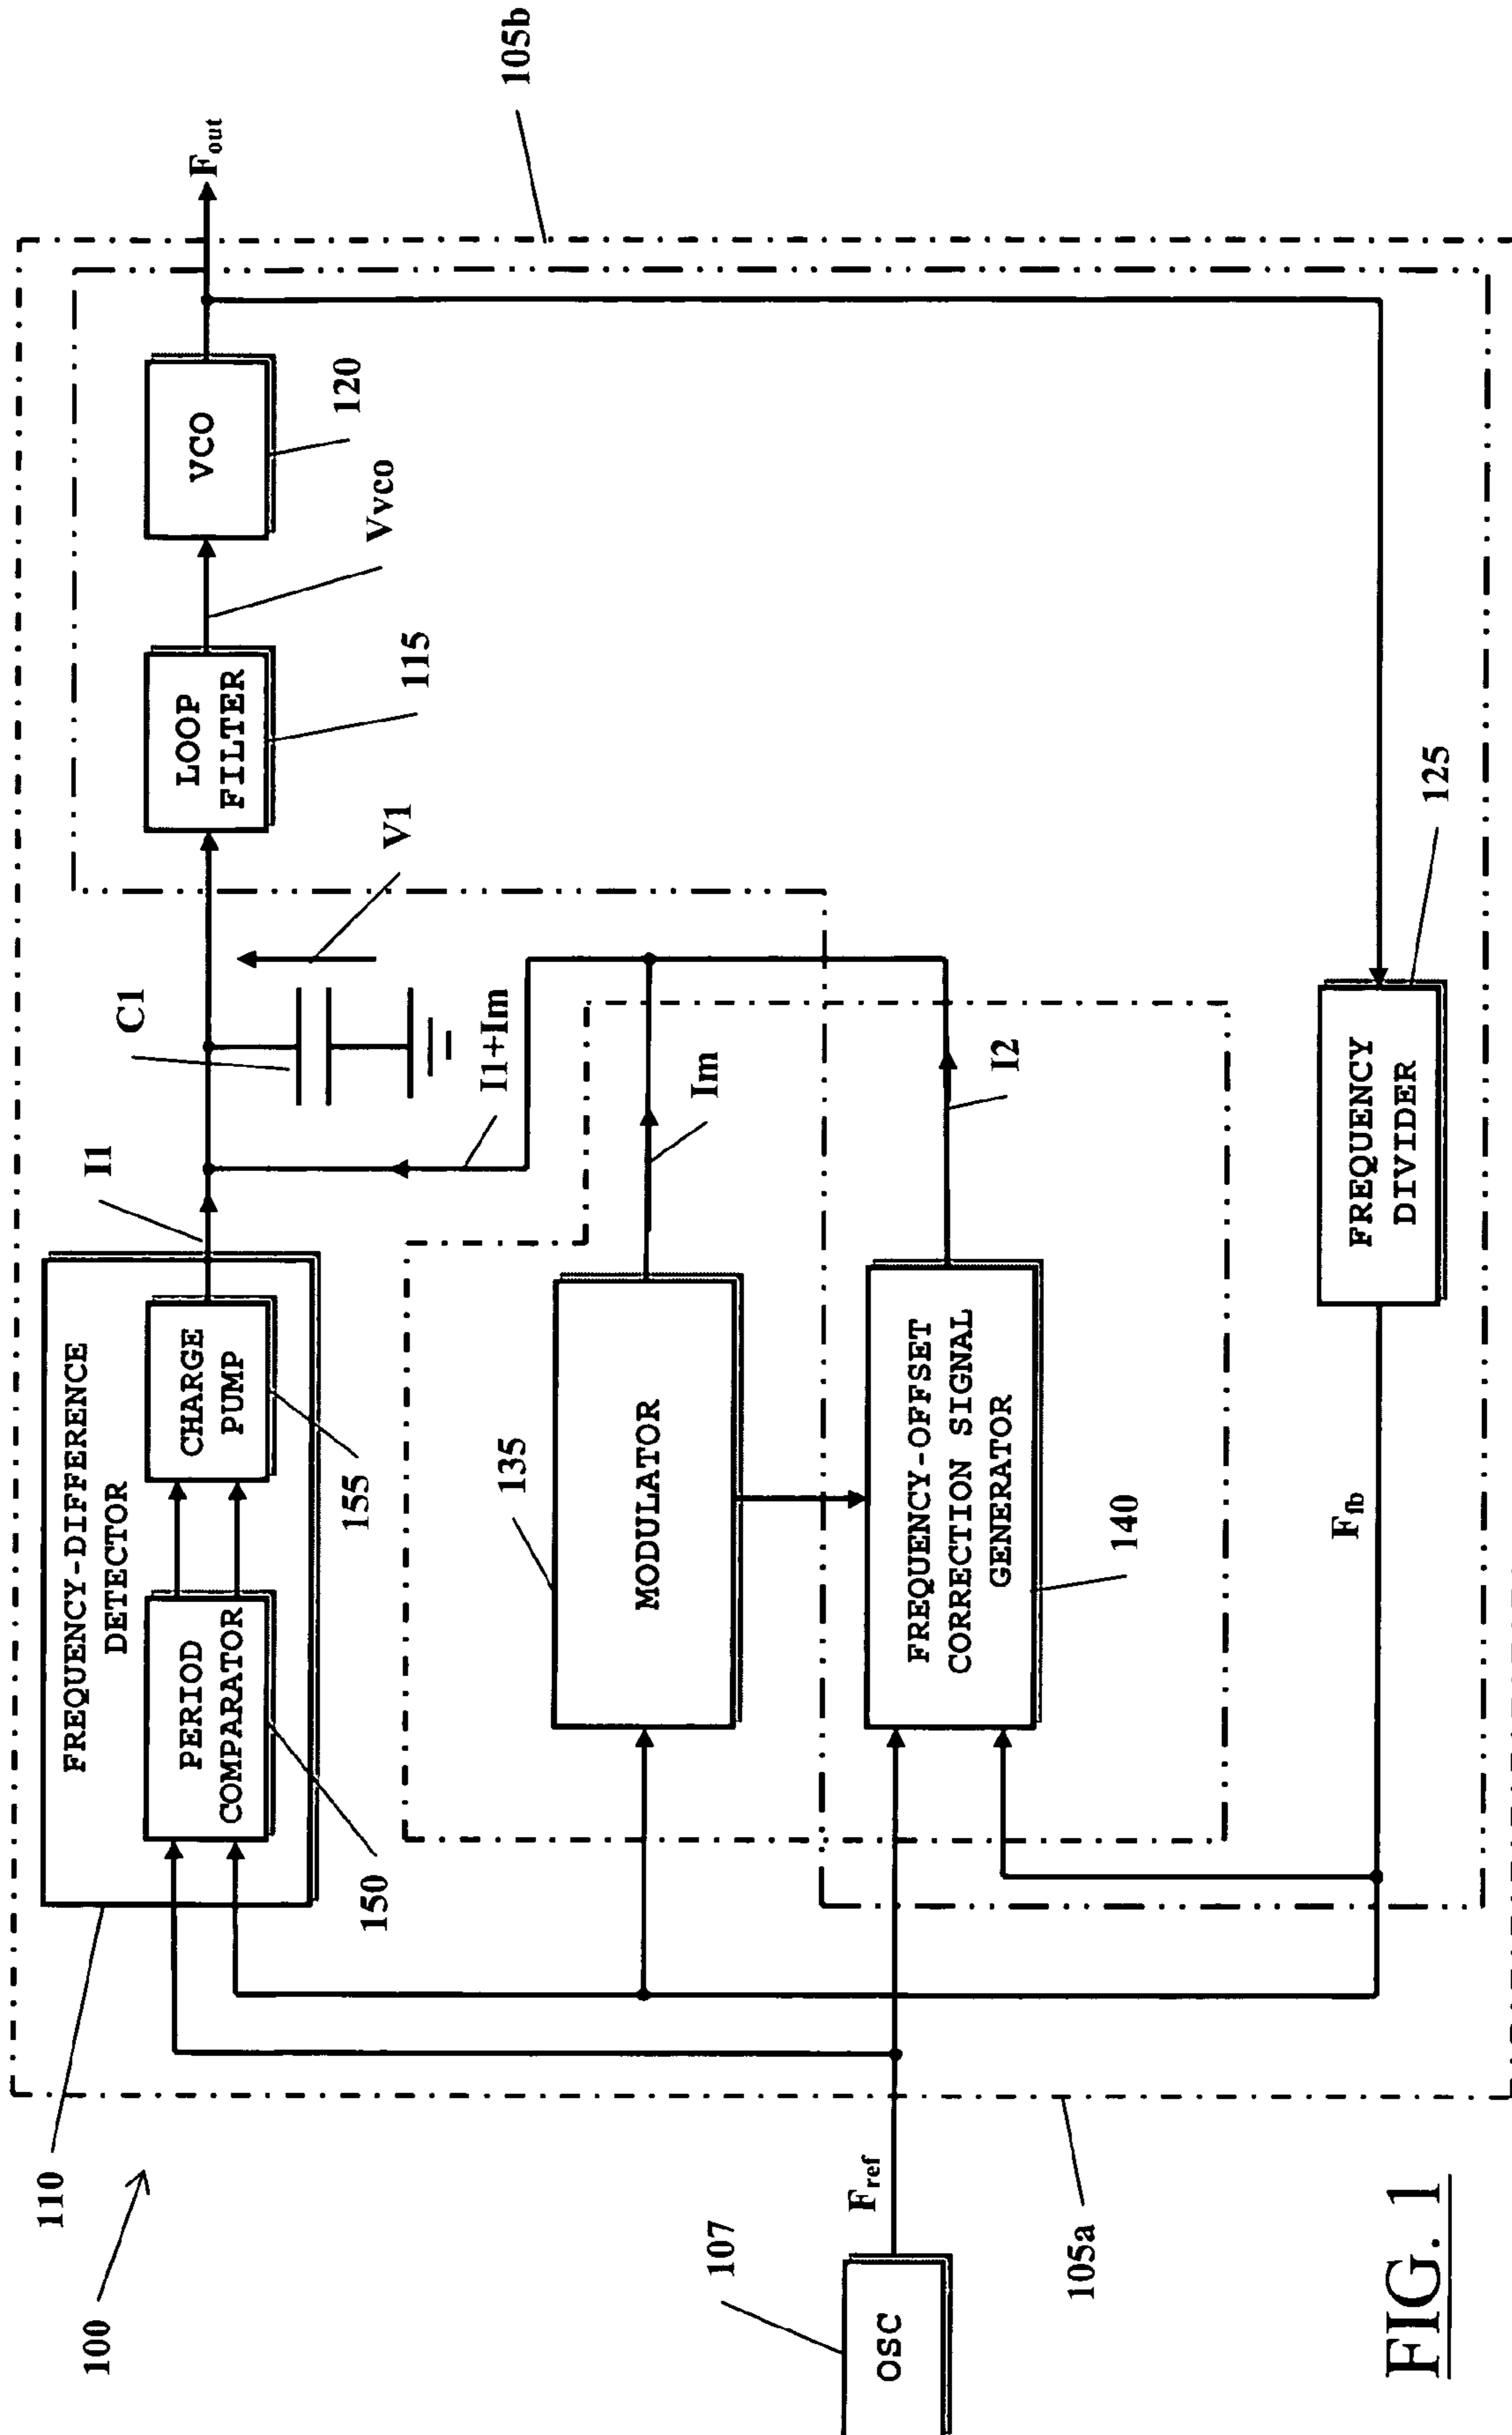 100
110
FREQUENCY-DIFFERENCE
DETECTOR
PERIOD
COMPARATOR
150
CHARGE
PUMP
155
I1
C1
V1
I1+Im
LOOP
FILTER
115
Vvco
VCO
120
Fout
105b
MODULATOR
135
Im
FREQUENCY-OFFSET
CORRECTION SIGNAL
GENERATOR
140
I2
107
OSC
Fref
105a
Ffb
FREQUENCY
DIVIDER
125
FIG. 1